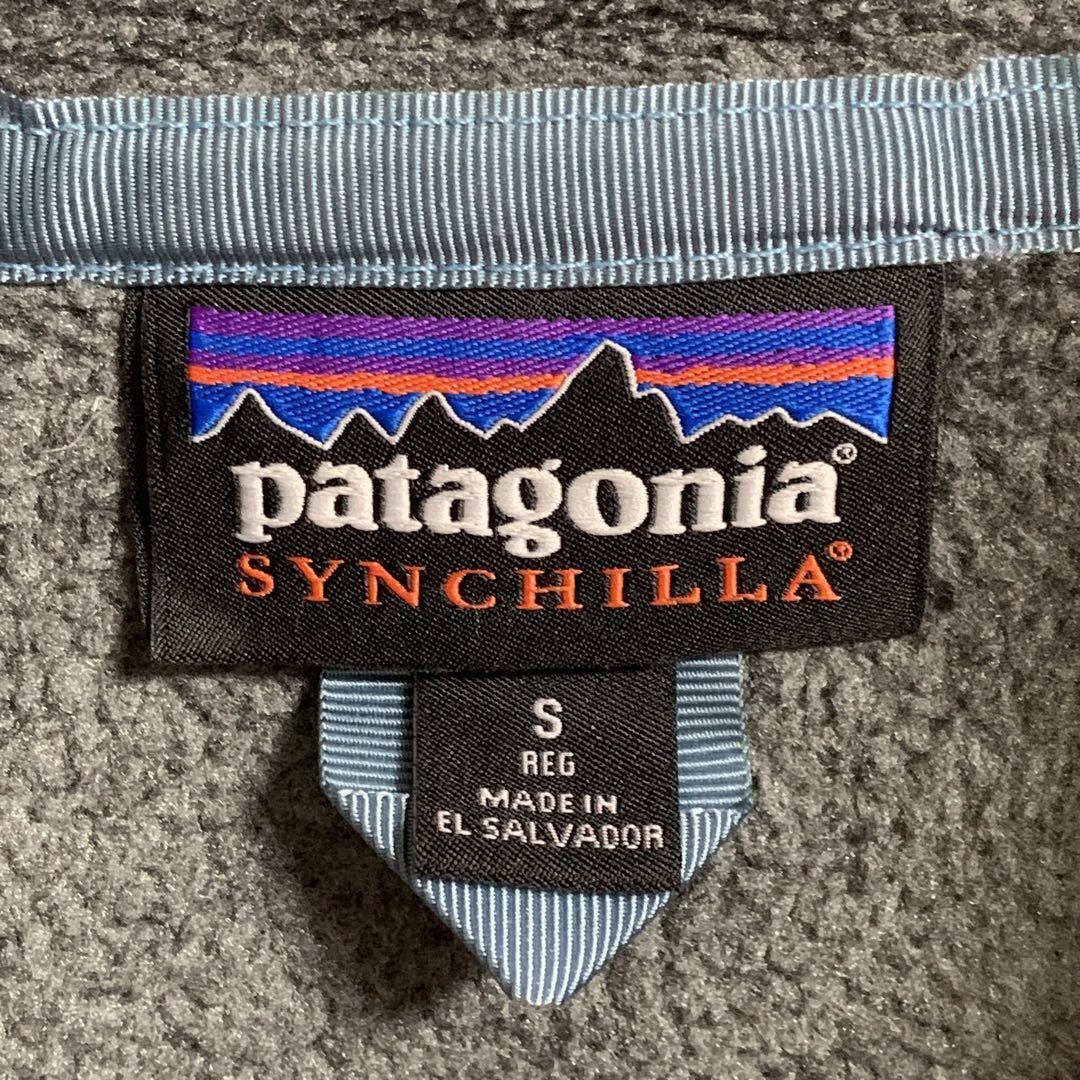 patagonia®
SYNCHILLA®
S
REG
MADE IN
EL SALVADOR